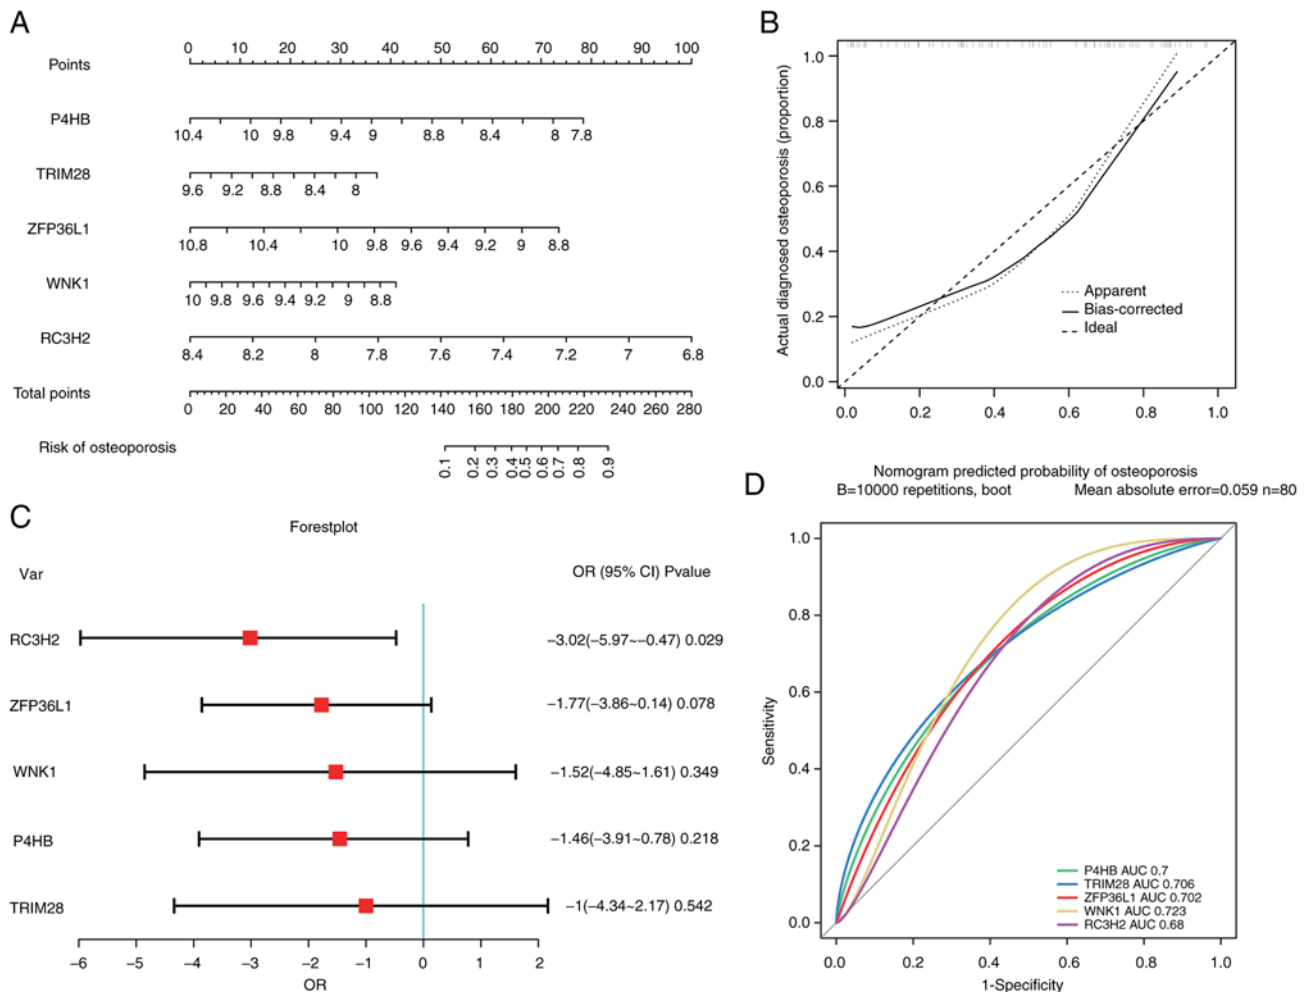 A
0 10 20 30 40 50 60 70 80 90 100
Points
P4HB
10.4 10 9.8 9.4 9 8.8 8.4 8 7.8
TRIM28
9.6 9.2 8.8 8.4 8
ZFP36L1
10.8 10.4 10 9.8 9.6 9.4 9.2 9 8.8
WNK1
10 9.8 9.6 9.4 9.2 9 8.8
RC3H2
8.4 8.2 8 7.8 7.6 7.4 7.2 7 6.8
Total points
0 20 40 60 80 100 120 140 160 180 200 220 240 260 280
Risk of osteoporosis
0.1 0.2 0.3 0.4 0.5 0.6 0.7 0.8 0.9
B
Actual diagnosed osteoporosis (proportion)
1.0
0.8
0.6
0.4
0.2
0.0
Apparent
Bias-corrected
Ideal
0.0 0.2 0.4 0.6 0.8 1.0
Nomogram predicted probability of osteoporosis
B=10000 repetitions, boot Mean absolute error=0.059 n=80
C
Forestplot
Var OR (95% CI) Pvalue
RC3H2 −3.02(−5.97~−0.47) 0.029
ZFP36L1 −1.77(−3.86~0.14) 0.078
WNK1 −1.52(−4.85~1.61) 0.349
P4HB −1.46(−3.91~0.78) 0.218
TRIM28 −1(−4.34~2.17) 0.542
−6 −5 −4 −3 −2 −1 0 1 2
OR
D
Sensitivity
1.0
0.8
0.6
0.4
0.2
0.0
P4HB AUC 0.7
TRIM28 AUC 0.706
ZFP36L1 AUC 0.702
WNK1 AUC 0.723
RC3H2 AUC 0.68
0.0 0.2 0.4 0.6 0.8 1.0
1-Specificity